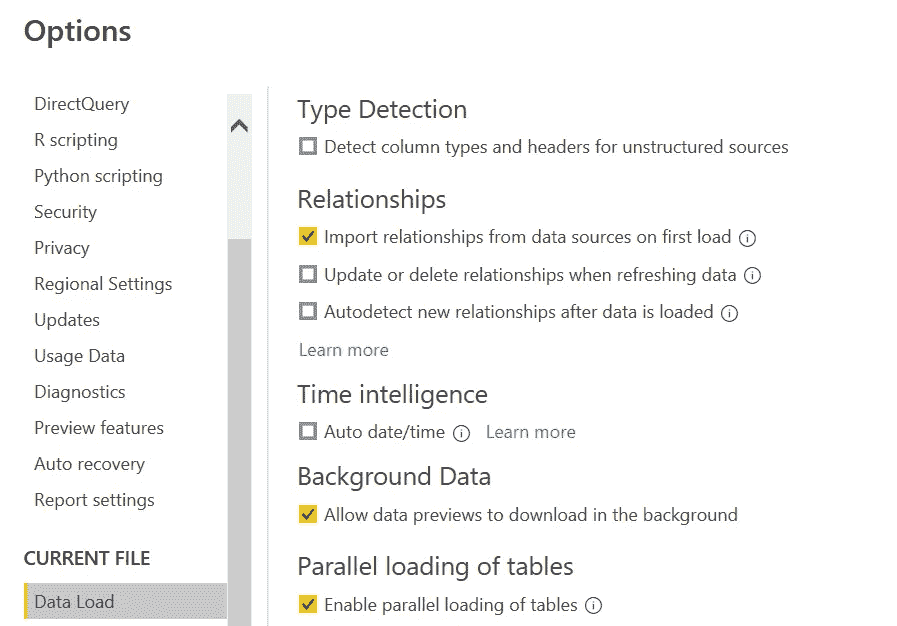 Options
DirectQuery
R scripting
Python scripting
Security
Privacy
Regional Settings
Updates
Usage Data
Diagnostics
Preview features
Auto recovery
Report settings
CURRENT FILE
Data Load
Type Detection
Detect column types and headers for unstructured sources
Relationships
Import relationships from data sources on first load
Update or delete relationships when refreshing data
Autodetect new relationships after data is loaded
Learn more
Time intelligence
Auto date/time Learn more
Background Data
Allow data previews to download in the background
Parallel loading of tables
Enable parallel loading of tables